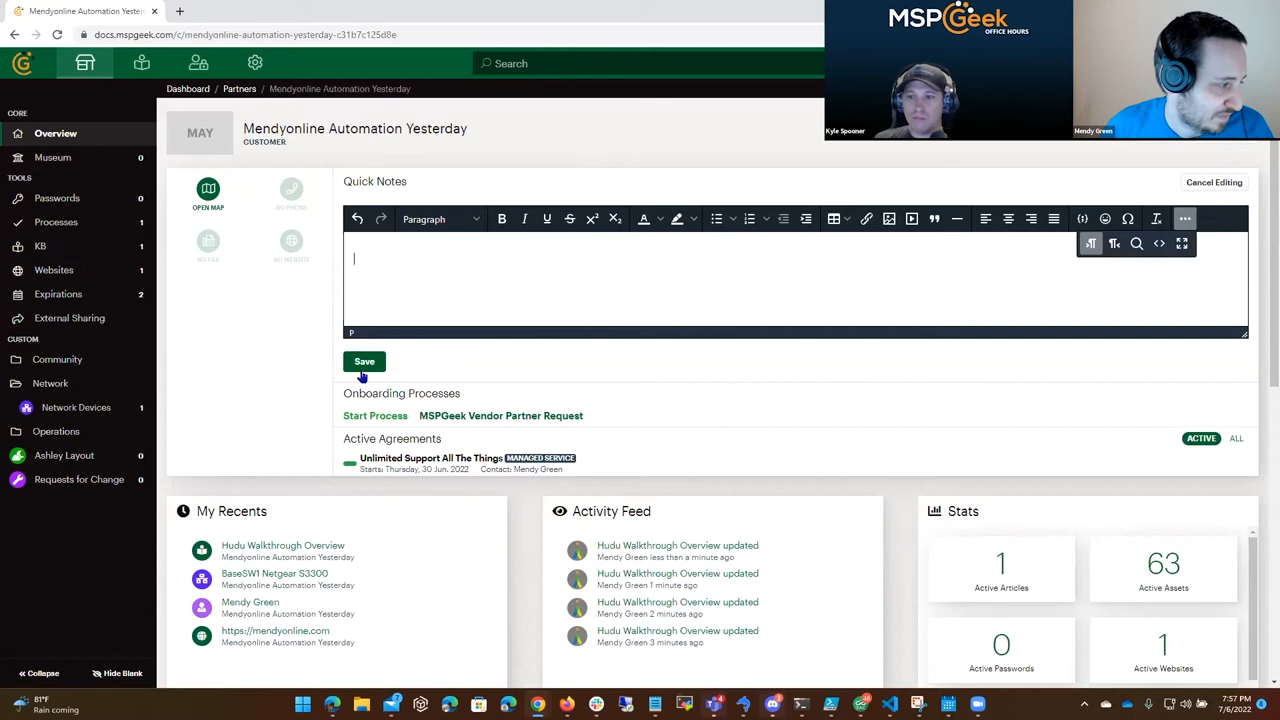 Mendyonline Automation Yesterday
docs.mspgeek.com/c/mendyonline-automation-yesterday-c31b7c125d8e
MSPGeek
OFFICE HOURS
Kyle Spooner
Mendy Green
Search
Dashboard Partners Mendyonline Automation Yesterday
CORE
Overview
Museum 0
TOOLS
Passwords 0
Processes 0
KB 0
Websites 1
Expirations 2
External Sharing
CUSTOM
Community
Network
Network Devices 1
Operations
Ashley Layout 0
Requests for Change 0
Collapse
Hide Blank
MAY
Mendyonline Automation Yesterday
CUSTOMER
OPEN MAP
NO PHONE
NO FAX
NO WEBSITE
Quick Notes
Cancel Editing
Paragraph
P
Save
Onboarding Processes
Start Process MSPGeek Vendor Partner Request
Active Agreements
ACTIVE ALL
Unlimited Support All The Things MANAGED SERVICE
Starts: Thursday, 30 Jun. 2022 Contact: Mendy Green
My Recents
Hudu Walkthrough Overview
Mendyonline Automation Yesterday
BaseSW1 Netgear S3300
Mendyonline Automation Yesterday
Mendy Green
Mendyonline Automation Yesterday
https://mendyonline.com
Mendyonline Automation Yesterday
Activity Feed
Hudu Walkthrough Overview updated
Mendy Green less than a minute ago
Hudu Walkthrough Overview updated
Mendy Green 1 minute ago
Hudu Walkthrough Overview updated
Mendy Green 2 minutes ago
Hudu Walkthrough Overview updated
Mendy Green 3 minutes ago
Stats
1
Active Articles
63
Active Assets
0
Active Passwords
1
Active Websites
81°F
Rain coming
7:57 PM
7/6/2022